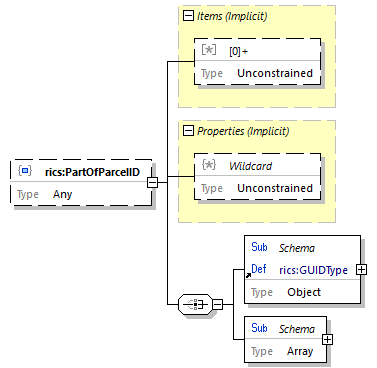 Items (Implicit)
[0]+
Type Unconstrained
Properties (Implicit)
{*} Wildcard
Type Unconstrained
rics:PartOfParcelID
Type Any
Sub Schema
Def rics:GUIDType
Type Object
Sub Schema
Type Array